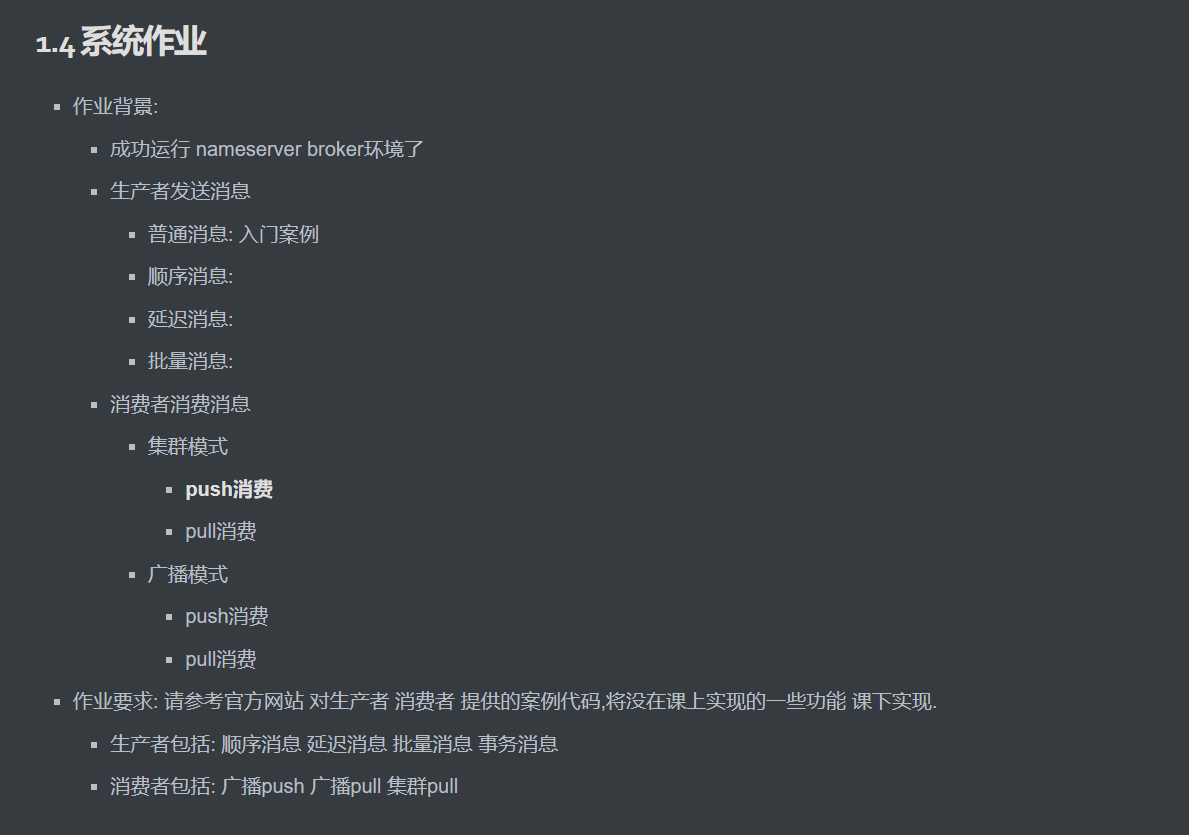 1.4 系统作业
作业背景:
成功运行 nameserver broker环境了
生产者发送消息
普通消息: 入门案例
顺序消息:
延迟消息:
批量消息:
消费者消费消息
集群模式
push消费
pull消费
广播模式
push消费
pull消费
作业要求: 请参考官方网站 对生产者 消费者 提供的案例代码,将没在课上实现的一些功能 课下实现.
生产者包括: 顺序消息 延迟消息 批量消息 事务消息
消费者包括: 广播push 广播pull 集群pull